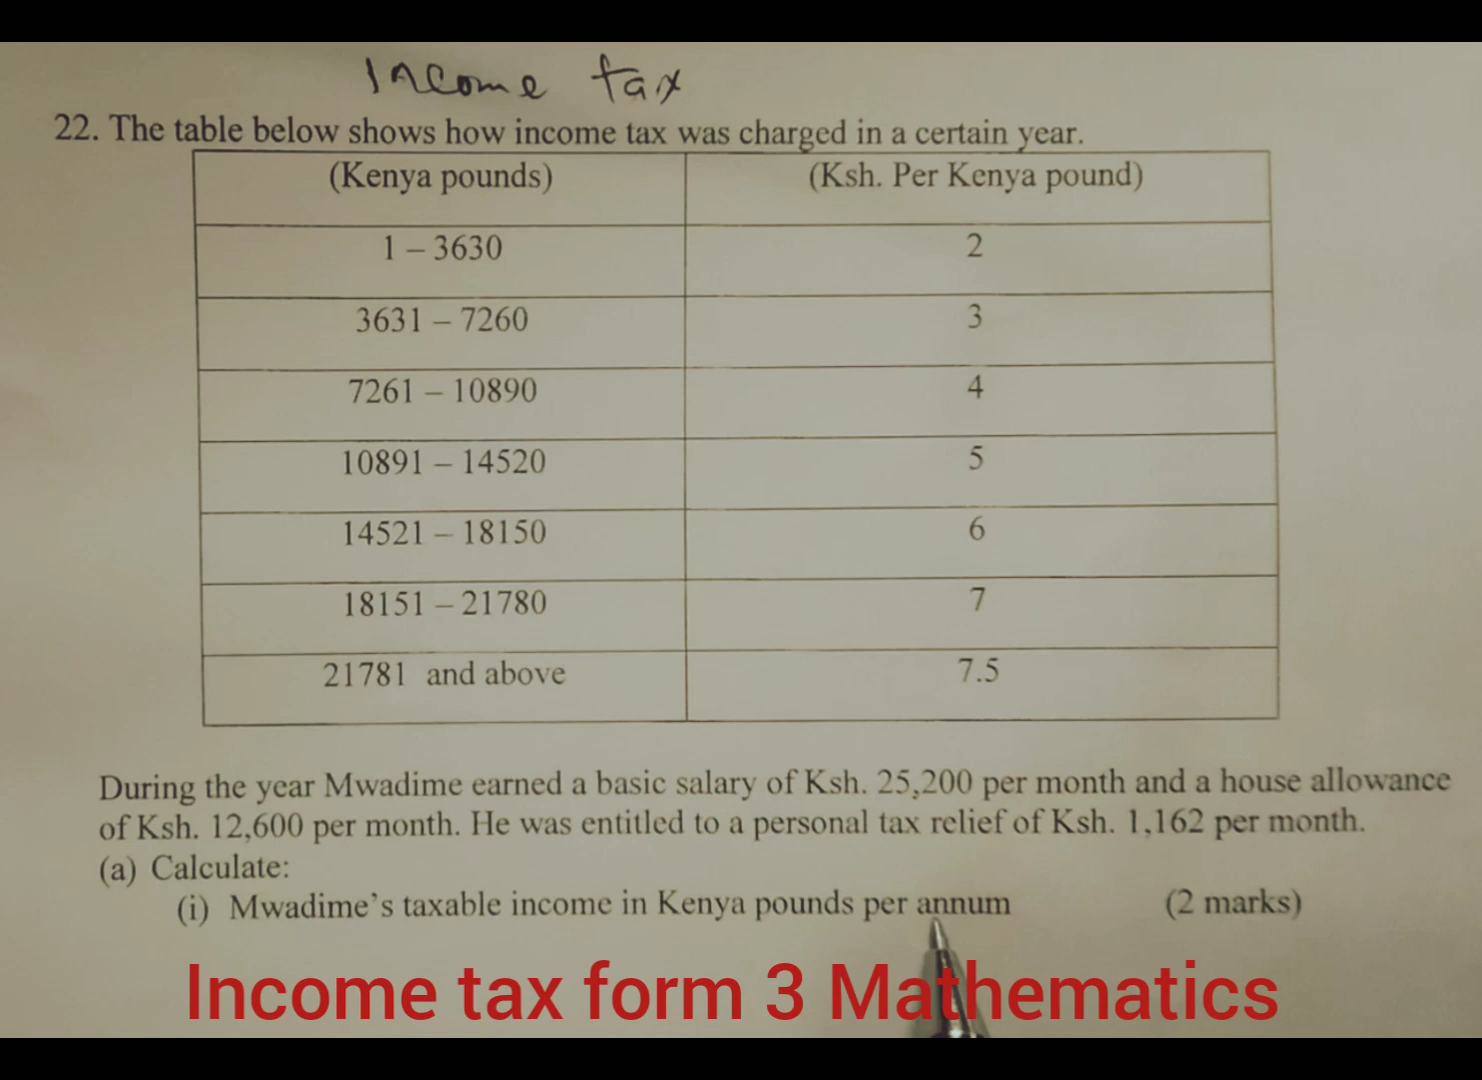 Income tax
22. The table below shows how income tax was charged in a certain year.
(Kenya pounds) (Ksh. Per Kenya pound)
1 – 3630 2
3631 – 7260 3
7261 – 10890 4
10891 – 14520 5
14521 – 18150 6
18151 – 21780 7
21781 and above 7.5
During the year Mwadime earned a basic salary of Ksh. 25,200 per month and a house allowance
of Ksh. 12,600 per month. He was entitled to a personal tax relief of Ksh. 1,162 per month.
(a) Calculate:
(i) Mwadime's taxable income in Kenya pounds per annum (2 marks)
Income tax form 3 Mathematics